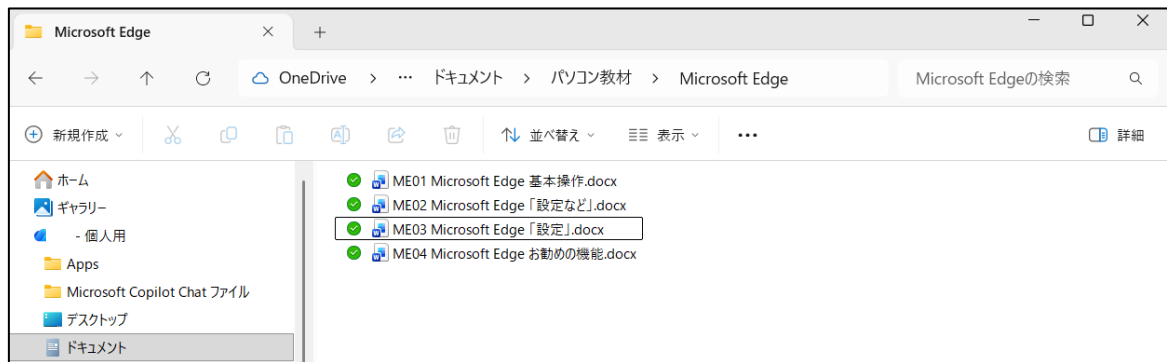 Microsoft Edge
OneDrive > … ドキュメント > パソコン教材 > Microsoft Edge
Microsoft Edgeの検索
新規作成 並べ替え 表示 … 詳細
ホーム
ギャラリー
- 個人用
Apps
Microsoft Copilot Chat ファイル
デスクトップ
ドキュメント
ME01 Microsoft Edge 基本操作.docx
ME02 Microsoft Edge「設定など」.docx
ME03 Microsoft Edge「設定」.docx
ME04 Microsoft Edge お勧めの機能.docx